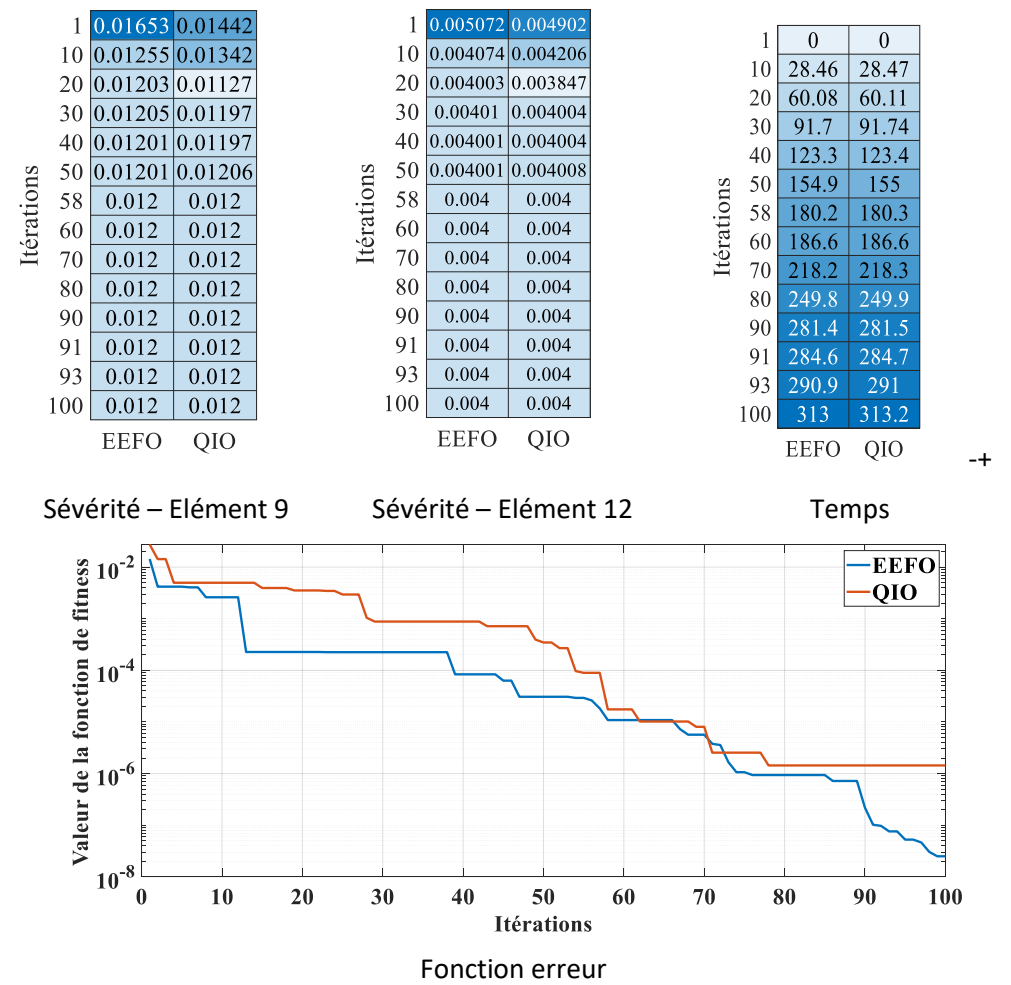 1 0.01653 0.01442
10 0.01255 0.01342
20 0.01203 0.01127
30 0.01205 0.01197
40 0.01201 0.01197
50 0.01201 0.01206
58 0.012 0.012
60 0.012 0.012
70 0.012 0.012
80 0.012 0.012
90 0.012 0.012
91 0.012 0.012
93 0.012 0.012
100 0.012 0.012
Itérations
EEFO QIO
1 0.005072 0.004902
10 0.004074 0.004206
20 0.004003 0.003847
30 0.00401 0.004004
40 0.004001 0.004004
50 0.004001 0.004008
58 0.004 0.004
60 0.004 0.004
70 0.004 0.004
80 0.004 0.004
90 0.004 0.004
91 0.004 0.004
93 0.004 0.004
100 0.004 0.004
Itérations
EEFO QIO
1 0 0
10 28.46 28.47
20 60.08 60.11
30 91.7 91.74
40 123.3 123.4
50 154.9 155
58 180.2 180.3
60 186.6 186.6
70 218.2 218.3
80 249.8 249.9
90 281.4 281.5
91 284.6 284.7
93 290.9 291
100 313 313.2
Itérations
EEFO QIO
-+
Sévérité – Elément 9
Sévérité – Elément 12
Temps
Valeur de la fonction de fitness
10-2
10-4
10-6
10-8
EEFO
QIO
0 10 20 30 40 50 60 70 80 90 100
Itérations
Fonction erreur